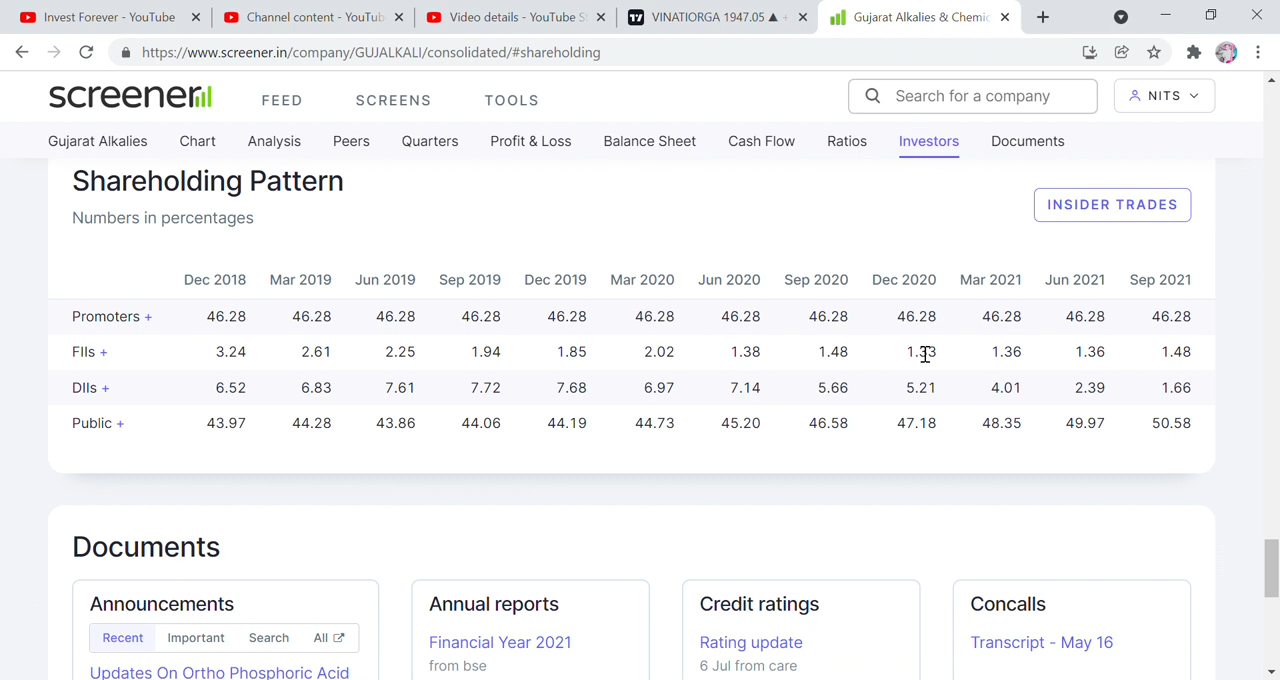 Invest Forever - YouTube
Channel content - YouTub
Video details - YouTube S
VINATIORGA 1947.05 ▲ +
Gujarat Alkalies & Chemic
https://www.screener.in/company/GUJALKALI/consolidated/#shareholding
screener
FEED SCREENS TOOLS
Search for a company
NITS
Gujarat Alkalies Chart Analysis Peers Quarters Profit & Loss Balance Sheet Cash Flow Ratios Investors Documents
Shareholding Pattern
Numbers in percentages
INSIDER TRADES
Dec 2018 Mar 2019 Jun 2019 Sep 2019 Dec 2019 Mar 2020 Jun 2020 Sep 2020 Dec 2020 Mar 2021 Jun 2021 Sep 2021
Promoters + 46.28 46.28 46.28 46.28 46.28 46.28 46.28 46.28 46.28 46.28 46.28 46.28
FIIs + 3.24 2.61 2.25 1.94 1.85 2.02 1.38 1.48 1.33 1.36 1.36 1.48
DIIs + 6.52 6.83 7.61 7.72 7.68 6.97 7.14 5.66 5.21 4.01 2.39 1.66
Public + 43.97 44.28 43.86 44.06 44.19 44.73 45.20 46.58 47.18 48.35 49.97 50.58
Documents
Announcements
Recent Important Search All
Updates On Ortho Phosphoric Acid
Annual reports
Financial Year 2021
from bse
Credit ratings
Rating update
6 Jul from care
Concalls
Transcript - May 16